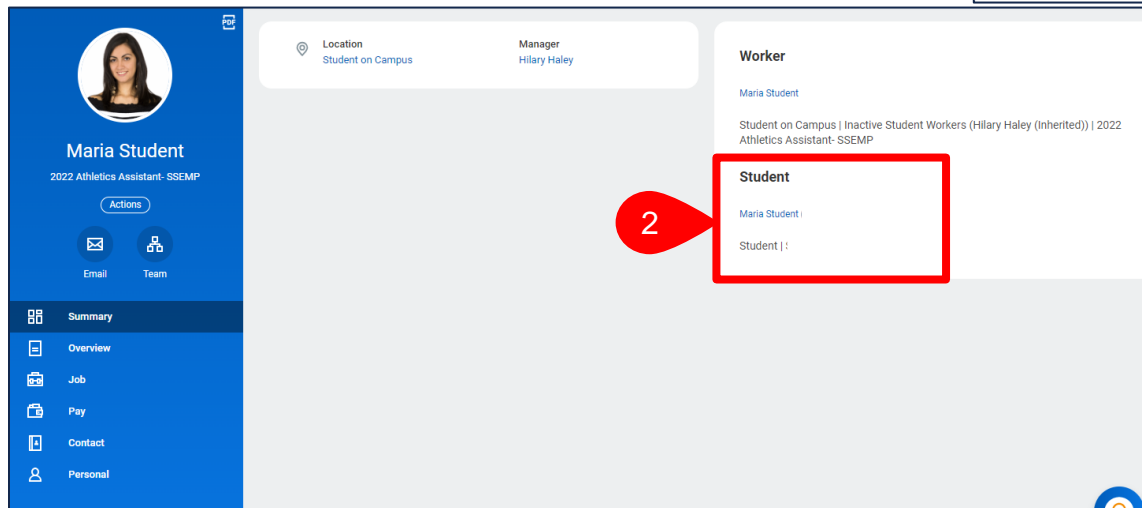 PDF
Maria Student
2022 Athletics Assistant- SSEMP
Actions
Email
Team
Summary
Overview
Job
Pay
Contact
Personal
Location
Student on Campus
Manager
Hilary Haley
Worker
Maria Student
Student on Campus | Inactive Student Workers (Hilary Haley (Inherited)) | 2022
Athletics Assistant- SSEMP
2
Student
Maria Student
Student |